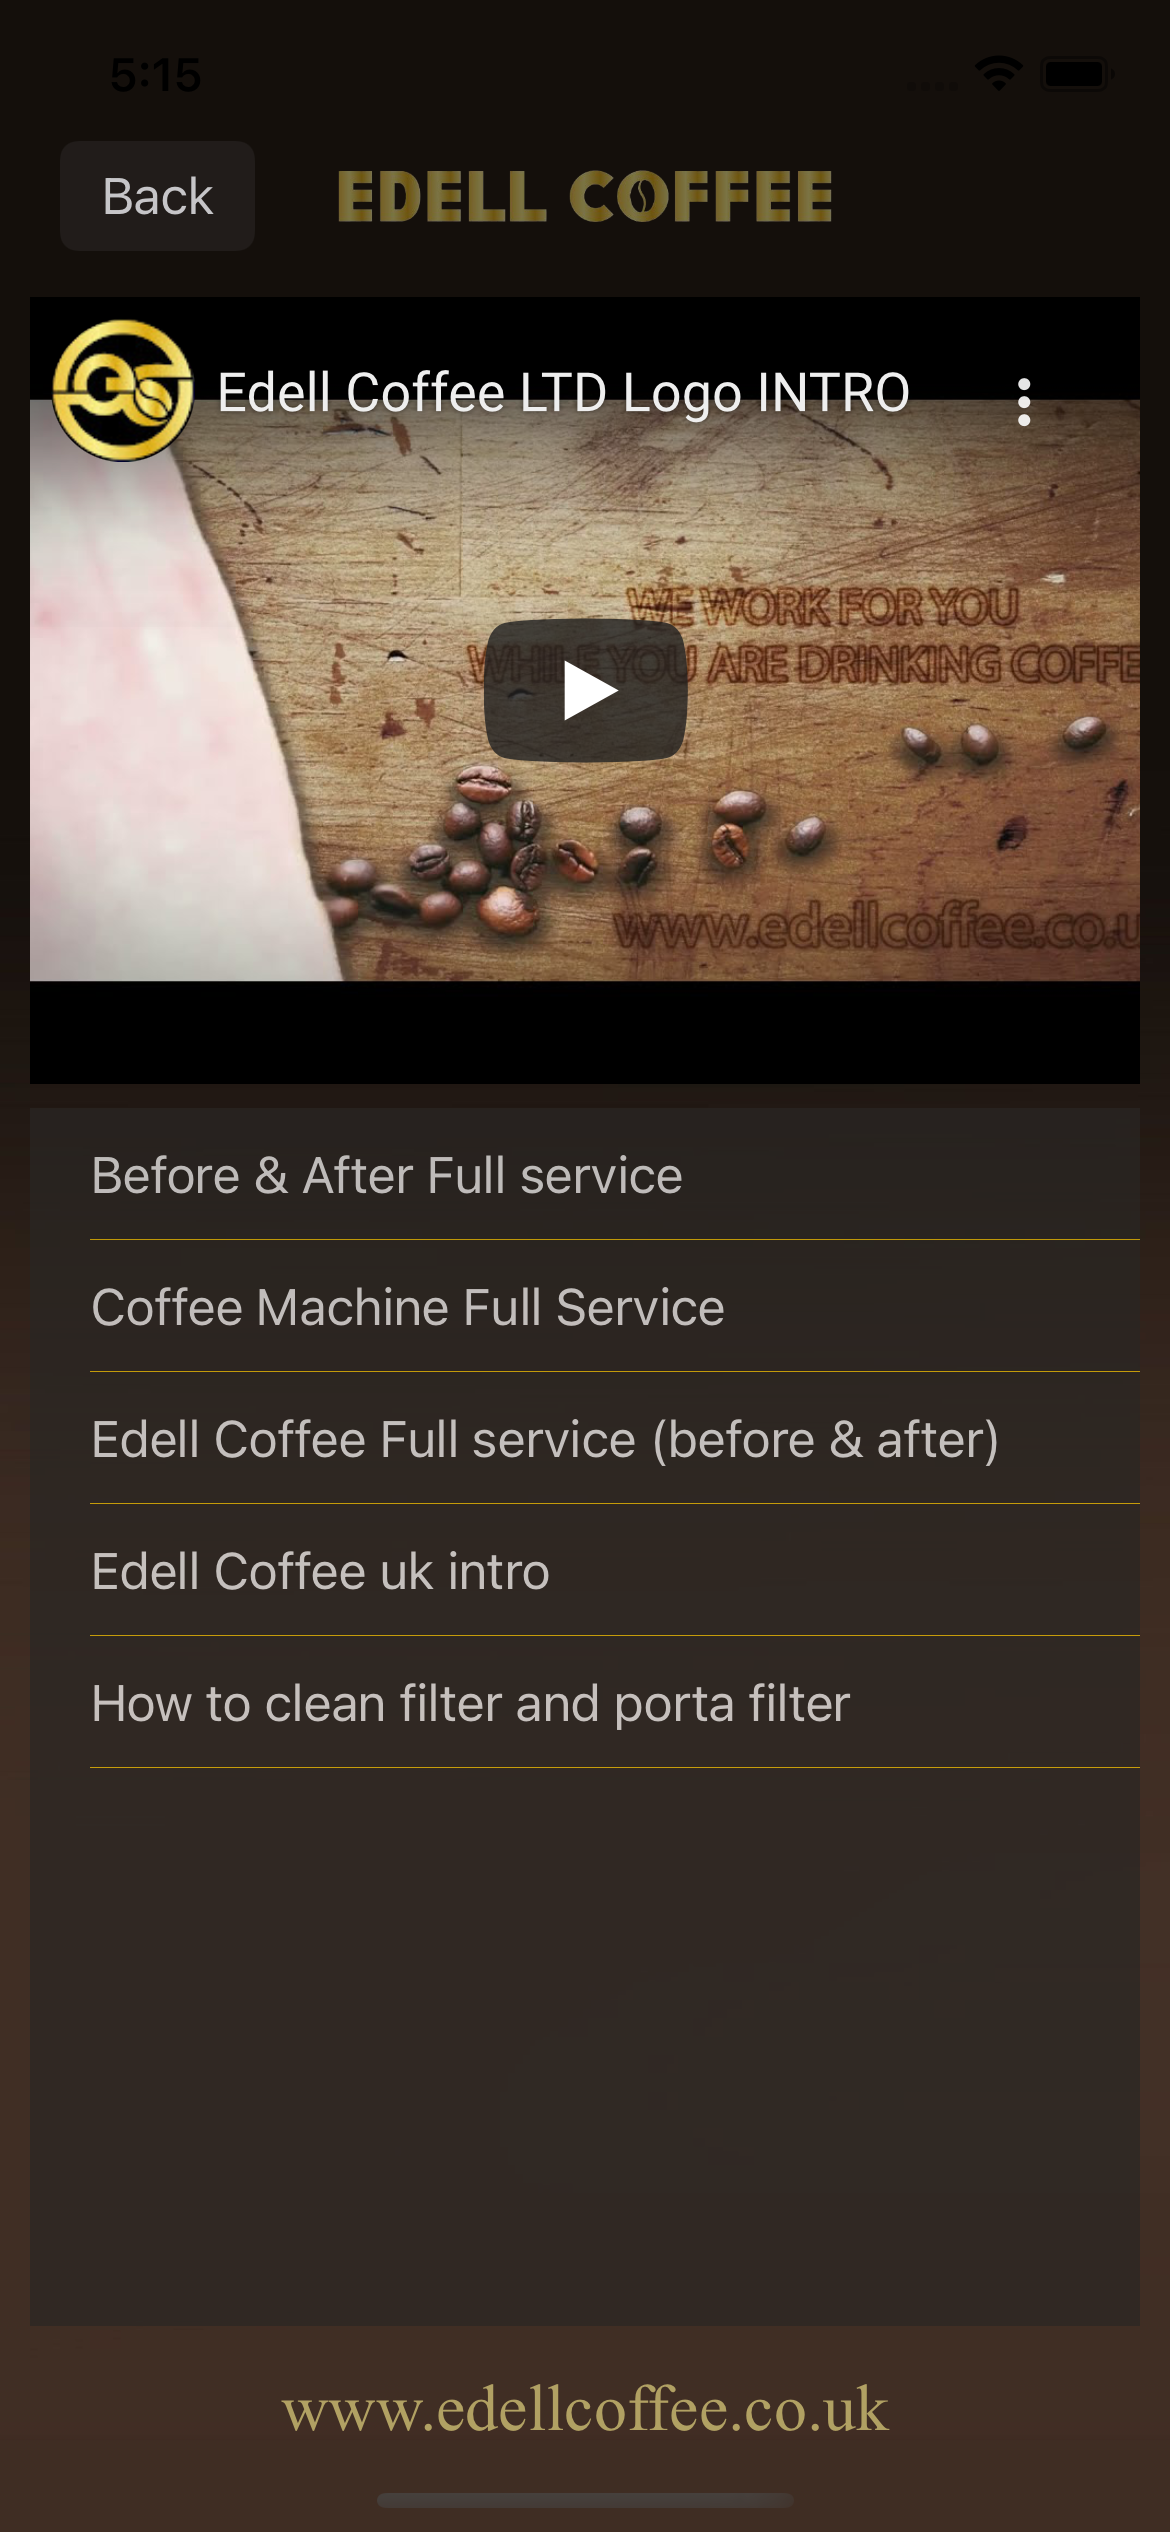 5:15
Back
EDELL COFFEE
Edell Coffee LTD Logo INTRO
WE WORK FOR YOU
WHILE YOU ARE DRINKING COFFE
www.edellcoffee.co.u
Before & After Full service
Coffee Machine Full Service
Edell Coffee Full service (before & after)
Edell Coffee uk intro
How to clean filter and porta filter
www.edellcoffee.co.uk